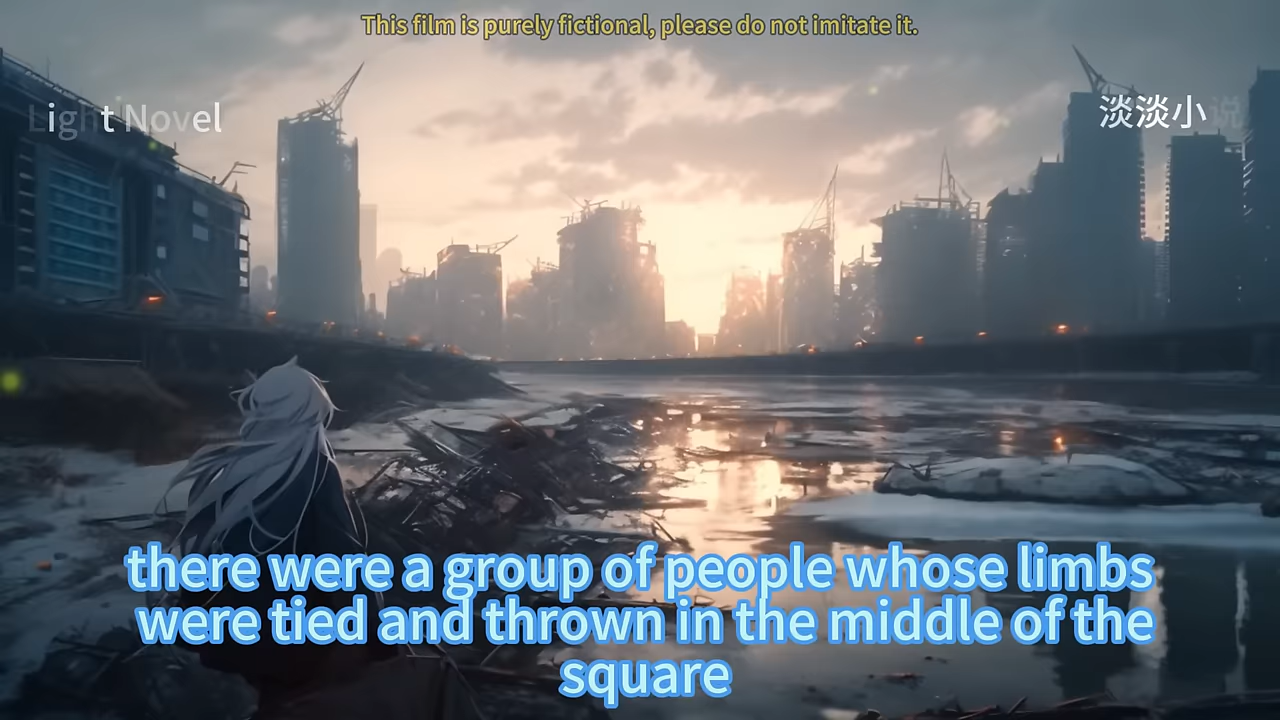 This film is purely fictional, please do not imitate it.
Light Novel
淡淡小说
there were a group of people whose limbs
were tied and thrown in the middle of the
square